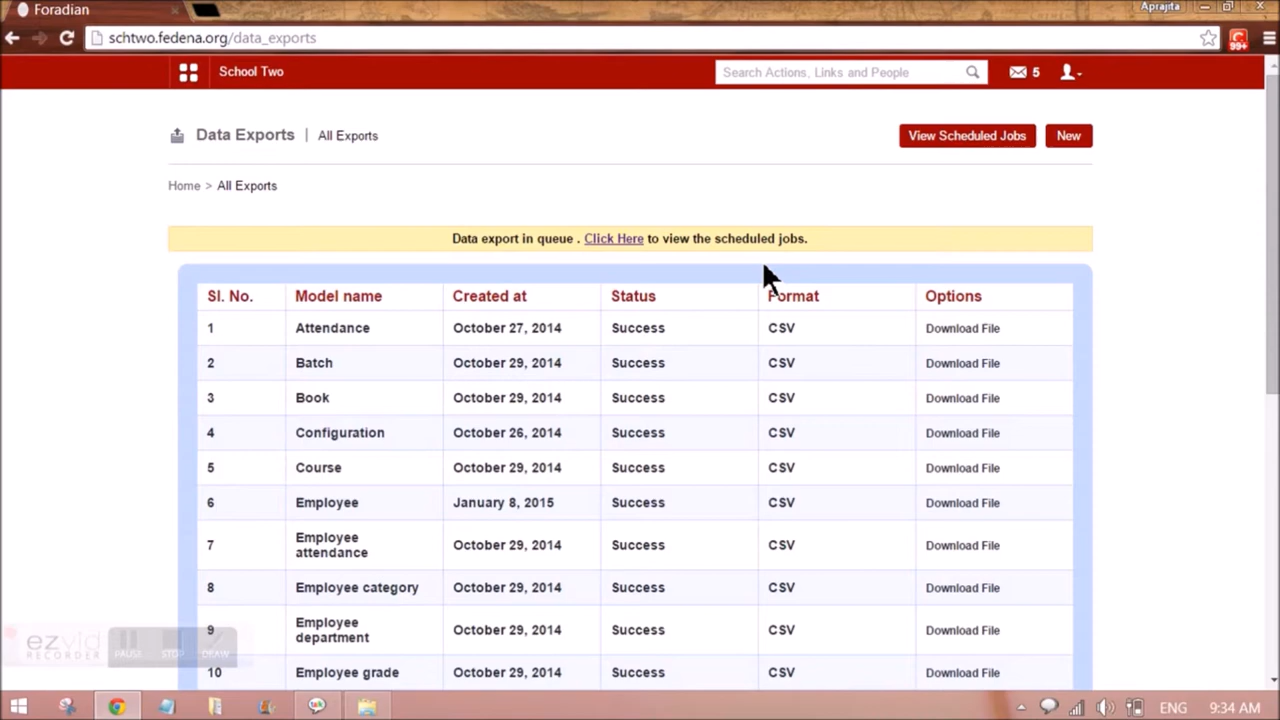 Foradian
Aprajita
schtwo.fedena.org/data_exports
99+
School Two
Search Actions, Links and People
5
Data Exports | All Exports
View Scheduled Jobs
New
Home > All Exports
Data export in queue . Click Here to view the scheduled jobs.
Sl. No. Model name Created at Status Format Options
1 Attendance October 27, 2014 Success CSV Download File
2 Batch October 29, 2014 Success CSV Download File
3 Book October 29, 2014 Success CSV Download File
4 Configuration October 26, 2014 Success CSV Download File
5 Course October 29, 2014 Success CSV Download File
6 Employee January 8, 2015 Success CSV Download File
7 Employee attendance October 29, 2014 Success CSV Download File
8 Employee category October 29, 2014 Success CSV Download File
9 Employee department October 29, 2014 Success CSV Download File
10 Employee grade October 29, 2014 Success CSV Download File
ezvid
RECORDER
PAUSE STOP DRAW
ENG 9:34 AM